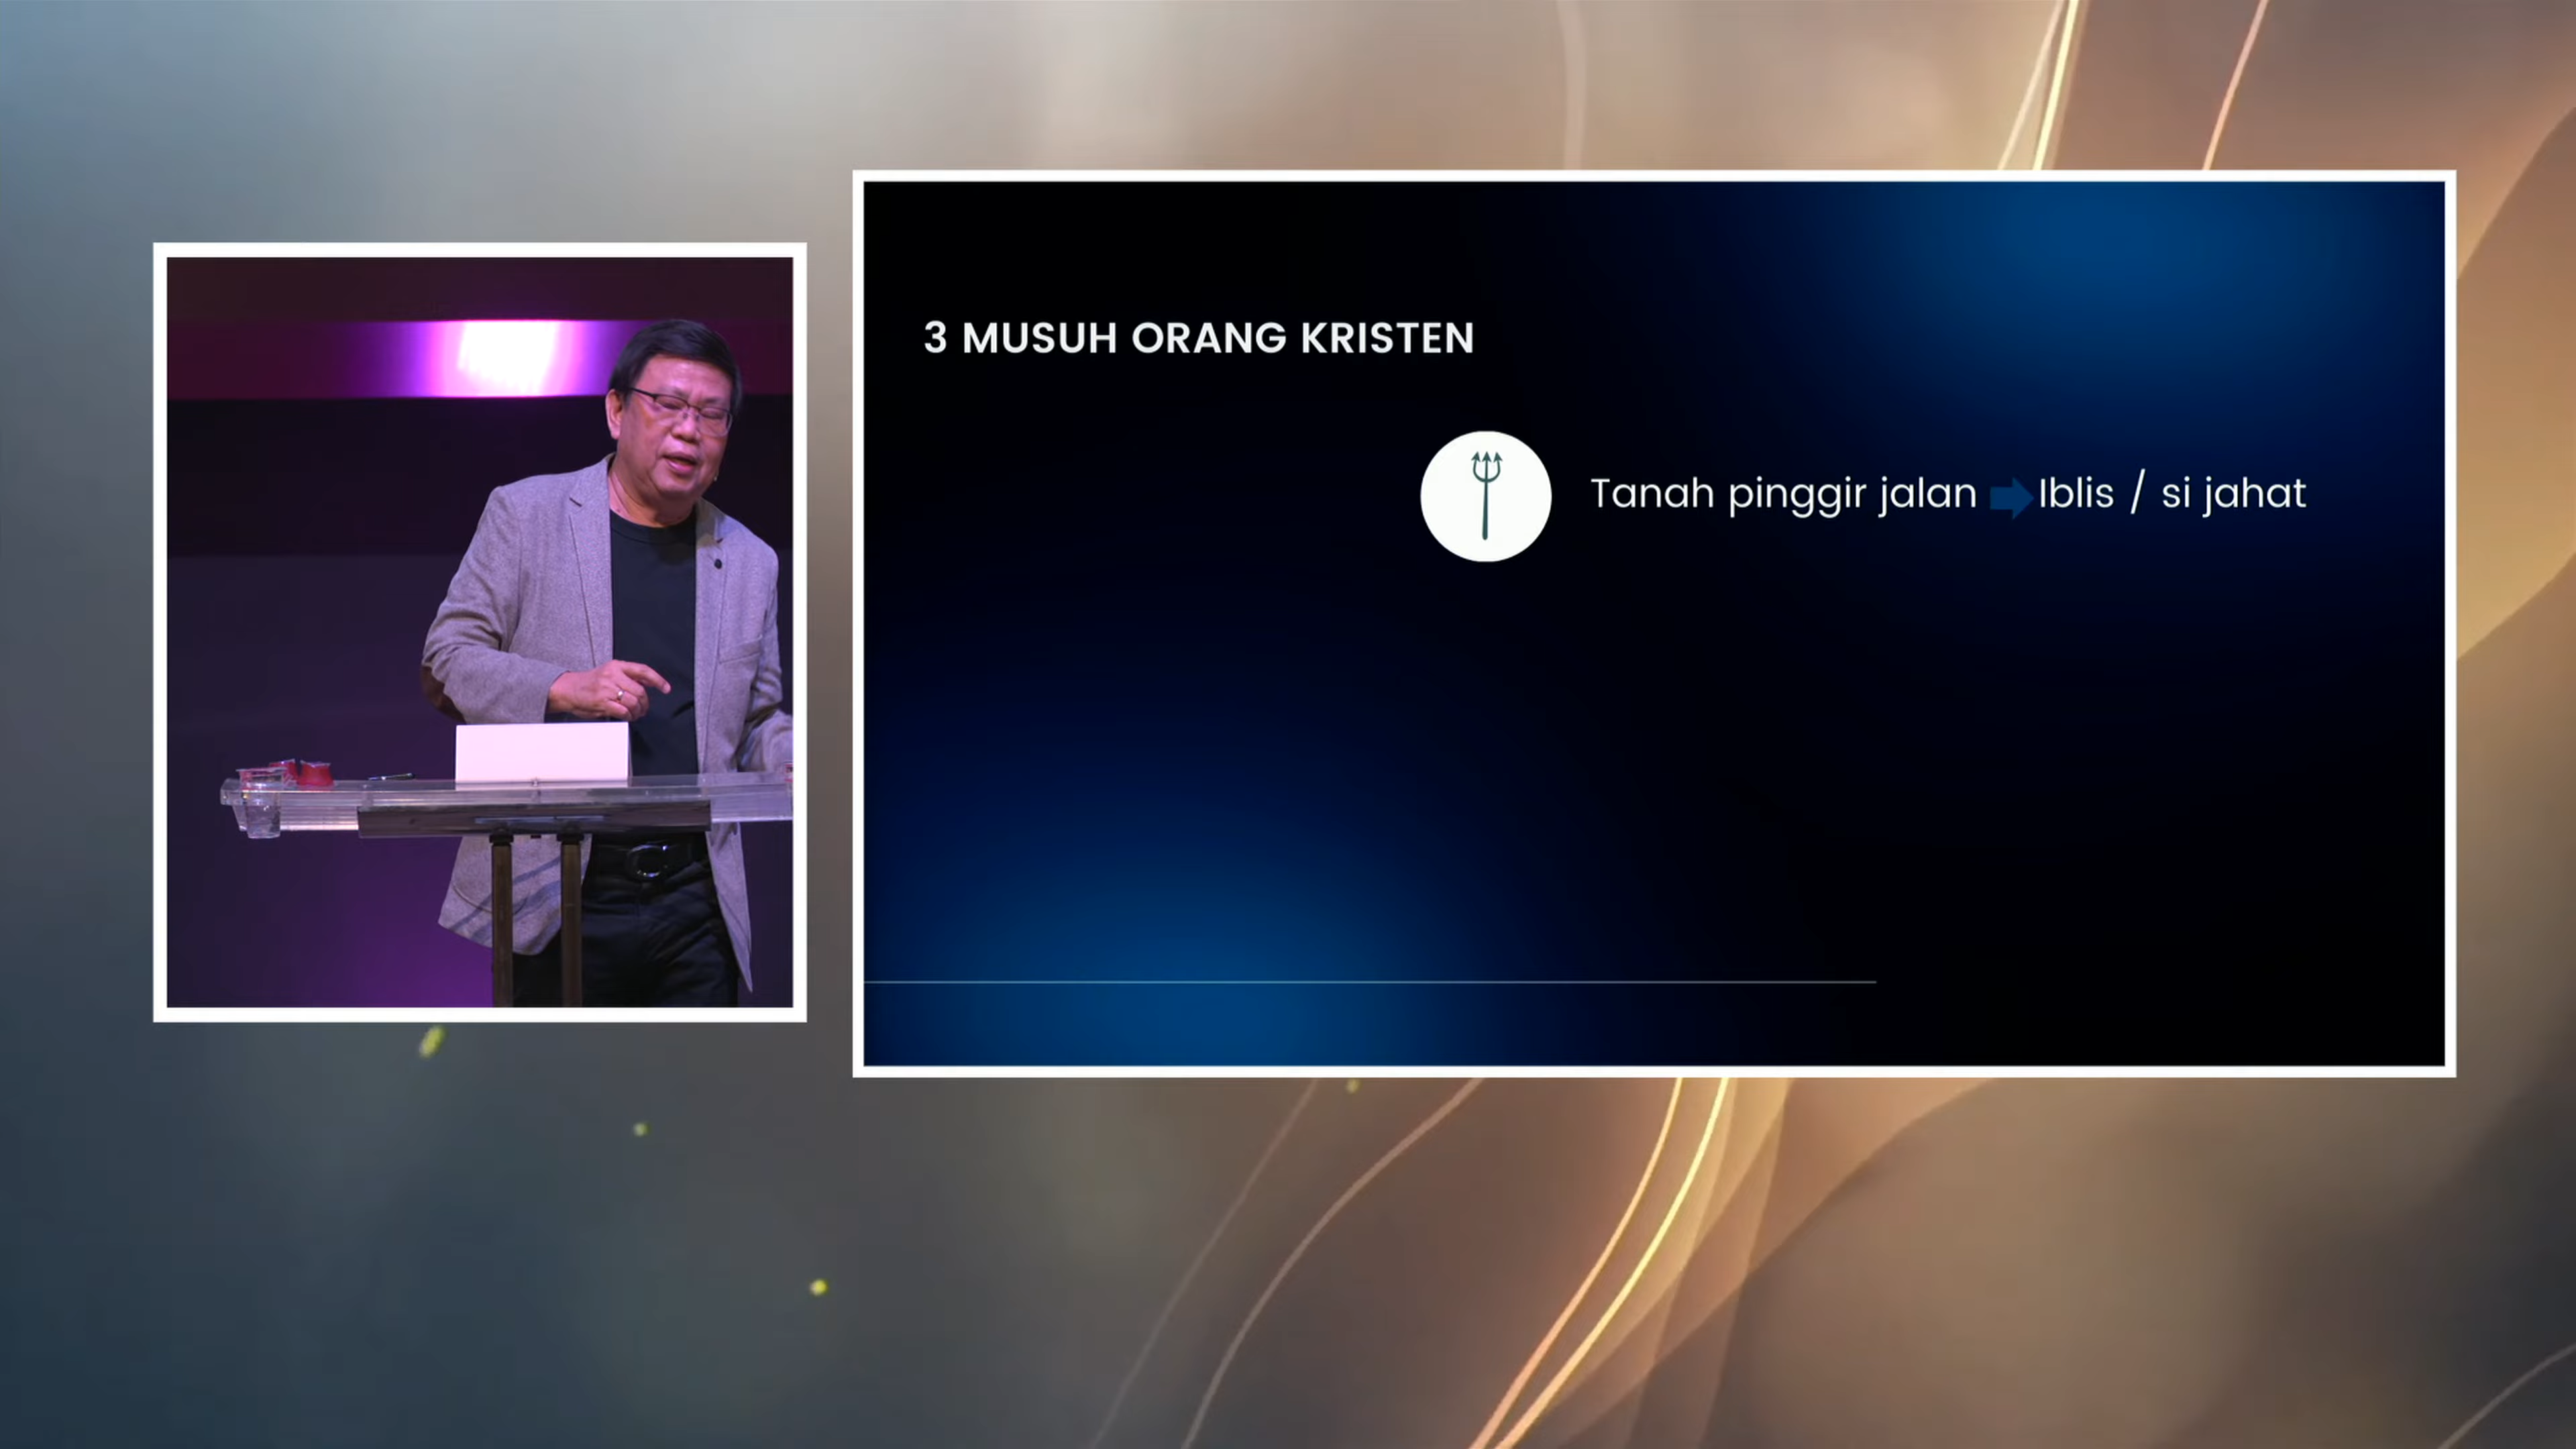 3 MUSUH ORANG KRISTEN
Tanah pinggir jalan ➡ Iblis / si jahat